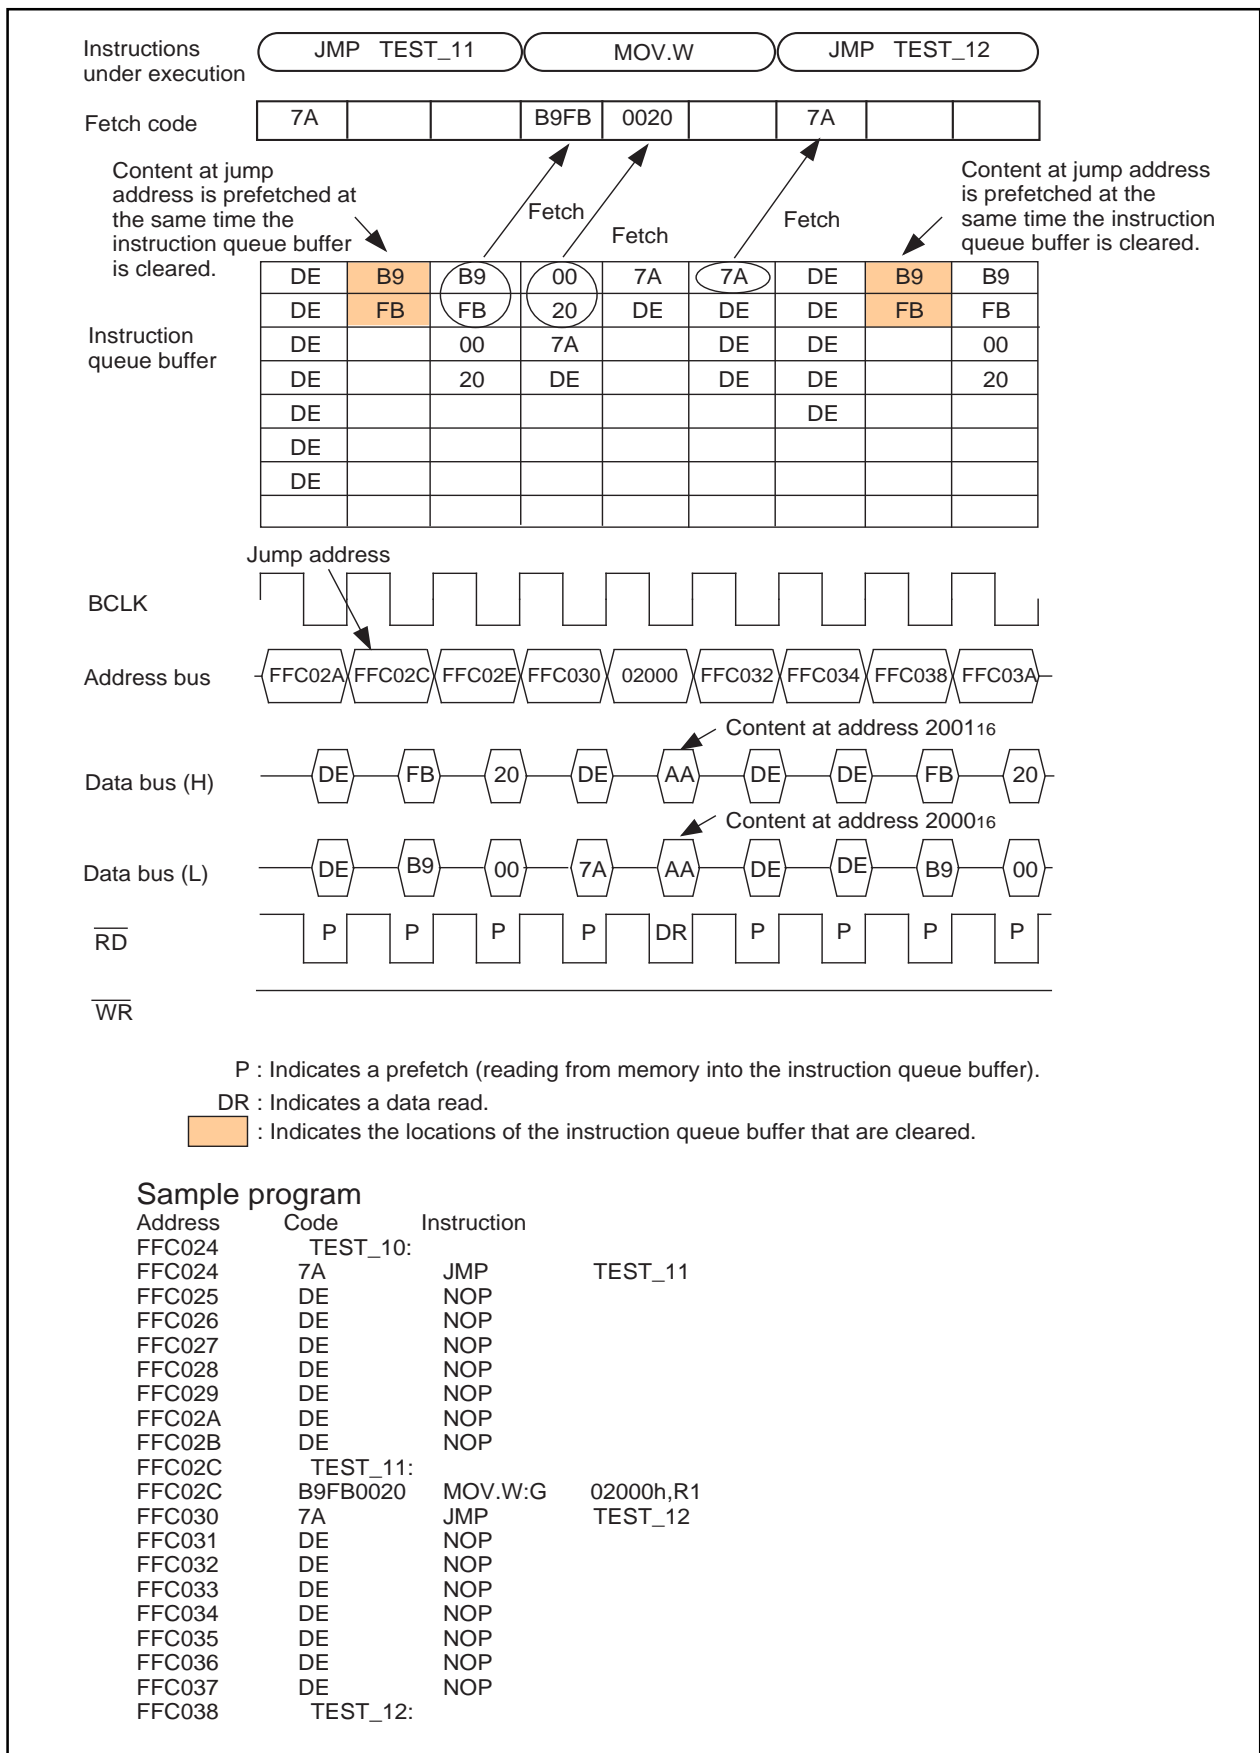 Instructions
under execution
JMP TEST_11
MOV.W
JMP TEST_12
Fetch code
7A
B9FB
0020
7A
Content at jump
address is prefetched at
the same time the
instruction queue buffer
is cleared.
Fetch
Fetch
Fetch
Content at jump address
is prefetched at the
same time the instruction
queue buffer is cleared.
Instruction
queue buffer
DE B9 B9 00 7A 7A DE B9 B9
DE FB FB 20 DE DE DE FB FB
DE 00 7A DE DE 00
DE 20 DE DE DE 20
DE DE
DE
DE
Jump address
BCLK
Address bus
FFC02A FFC02C FFC02E FFC030 02000 FFC032 FFC034 FFC038 FFC03A
Content at address 200116
Data bus (H)
DE FB 20 DE AA DE DE FB 20
Content at address 200016
Data bus (L)
DE B9 00 7A AA DE DE B9 00
RD
P P P P DR P P P P
WR
P : Indicates a prefetch (reading from memory into the instruction queue buffer).
DR : Indicates a data read.
: Indicates the locations of the instruction queue buffer that are cleared.
Sample program
Address Code Instruction
FFC024 TEST_10:
FFC024 7A JMP TEST_11
FFC025 DE NOP
FFC026 DE NOP
FFC027 DE NOP
FFC028 DE NOP
FFC029 DE NOP
FFC02A DE NOP
FFC02B DE NOP
FFC02C TEST_11:
FFC02C B9FB0020 MOV.W:G 02000h,R1
FFC030 7A JMP TEST_12
FFC031 DE NOP
FFC032 DE NOP
FFC033 DE NOP
FFC034 DE NOP
FFC035 DE NOP
FFC036 DE NOP
FFC037 DE NOP
FFC038 TEST_12: